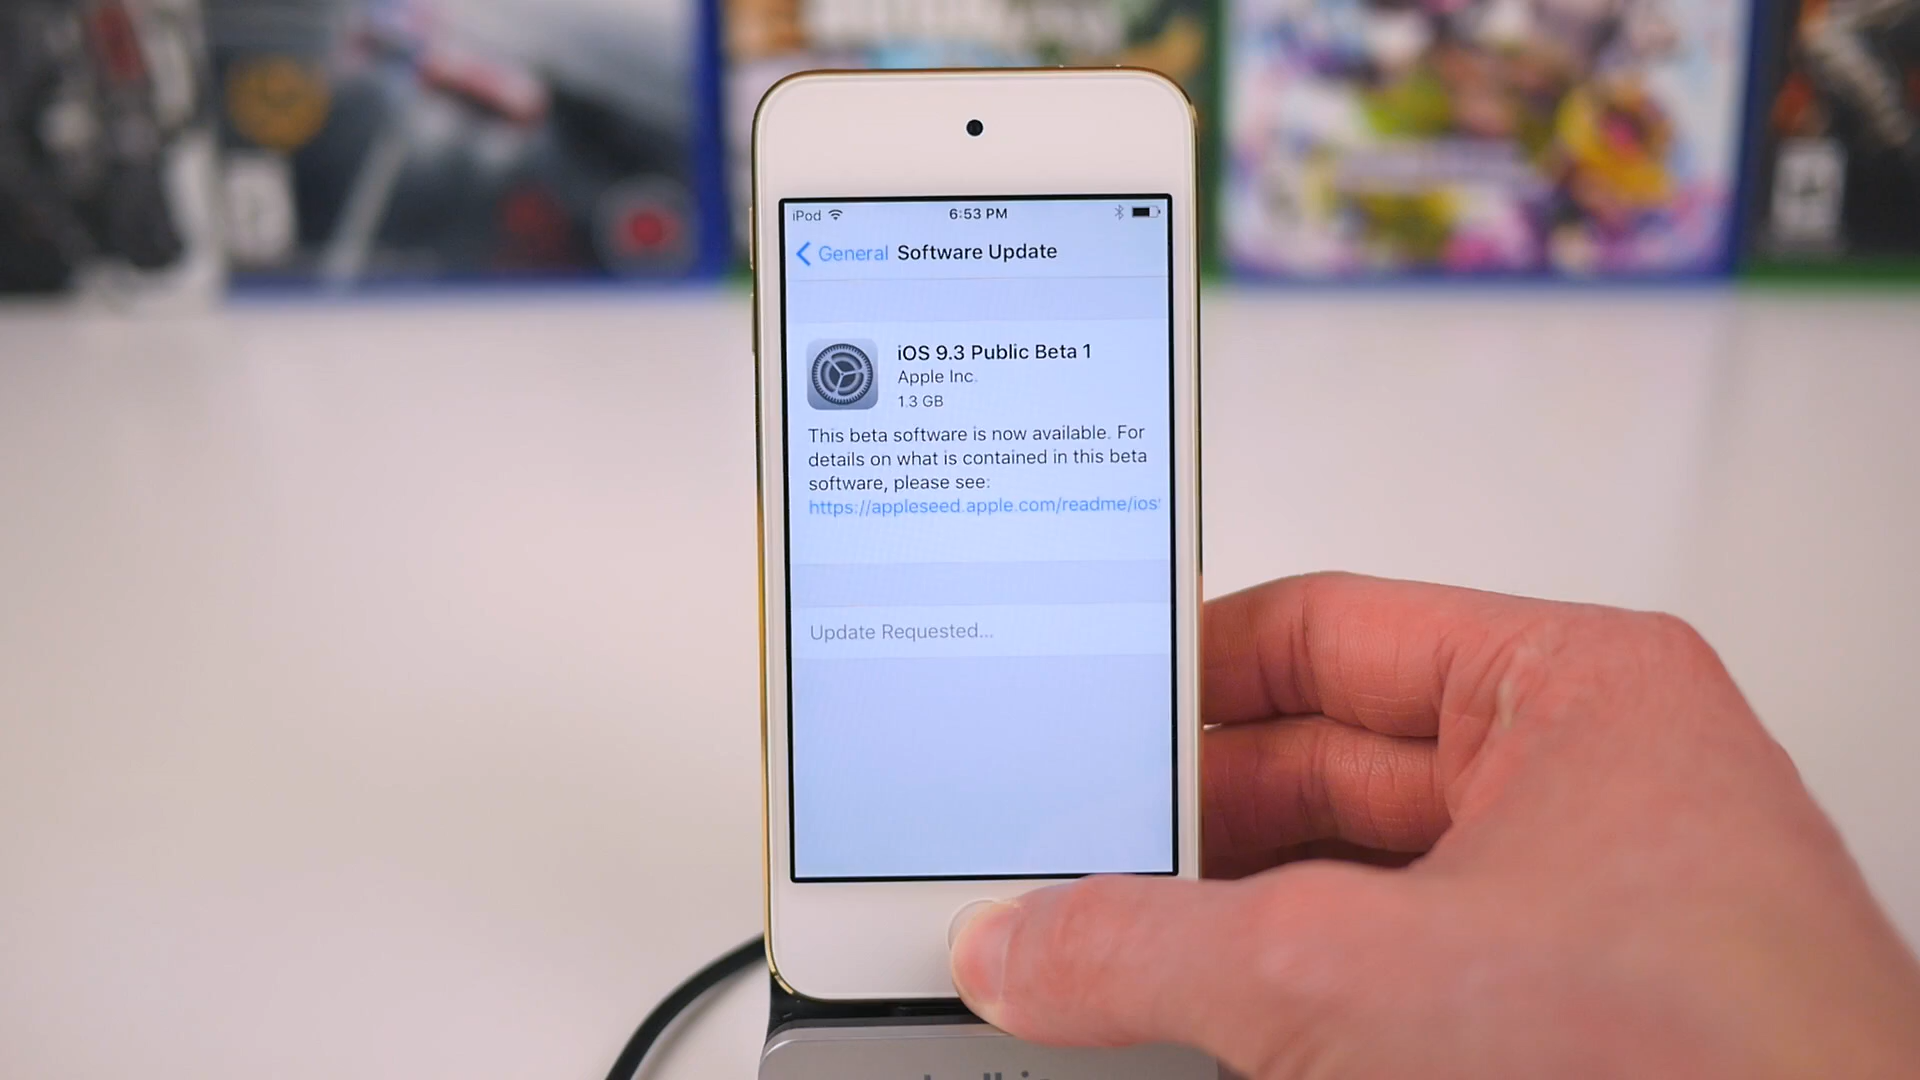 iPod
6:53 PM
General Software Update
iOS 9.3 Public Beta 1
Apple Inc.
1.3 GB
This beta software is now available. For
details on what is contained in this beta
software, please see:
https://appleseed.apple.com/readme/ios
Update Requested...